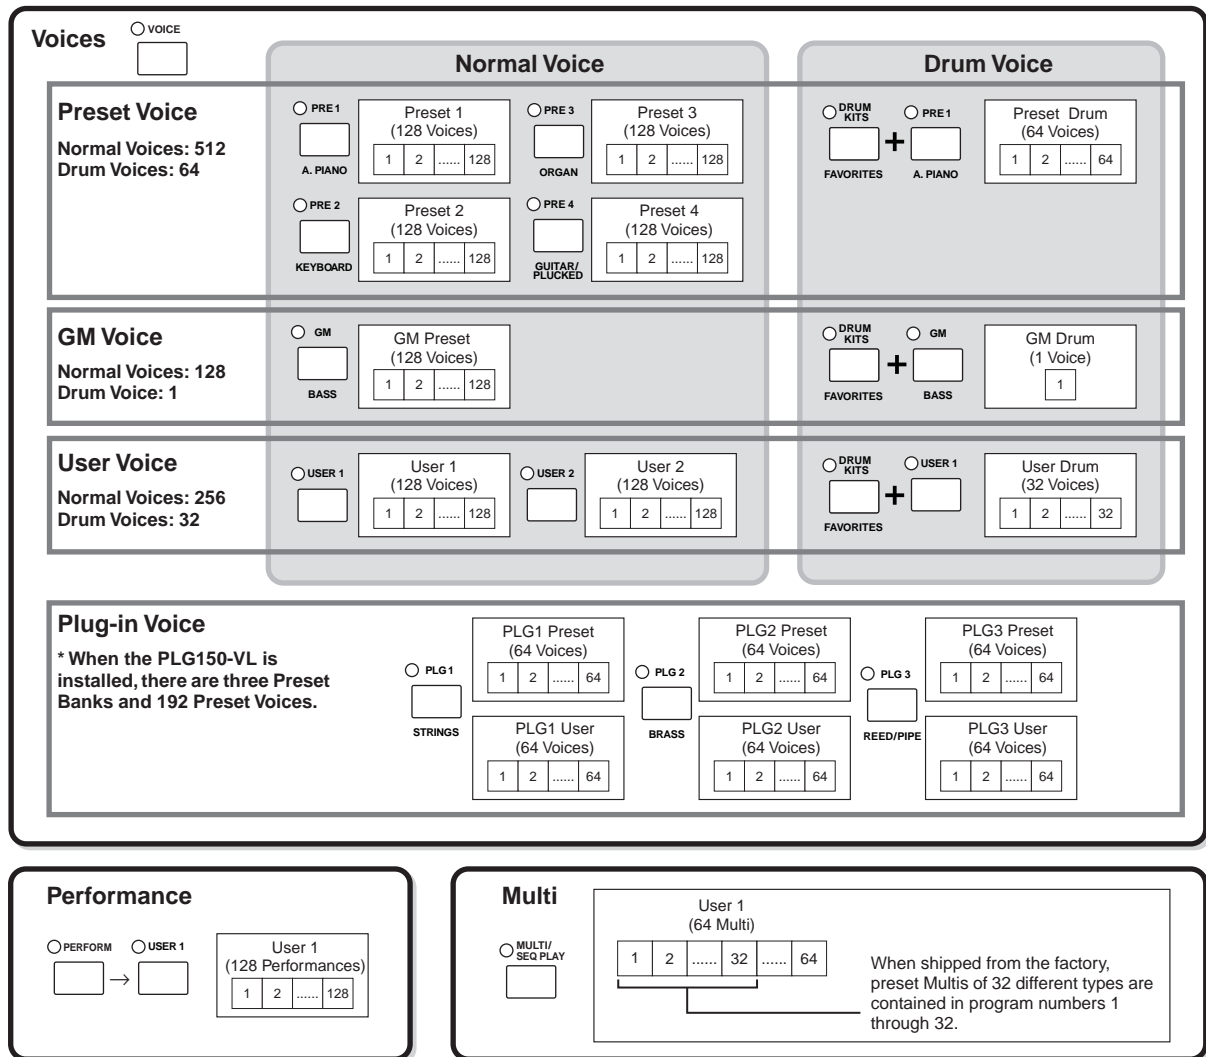 Voices
VOICE
Normal Voice
Drum Voice
Preset Voice
Normal Voices: 512
Drum Voices: 64
PRE 1
A. PIANO
Preset 1
(128 Voices)
1 2 ...... 128
PRE 3
ORGAN
Preset 3
(128 Voices)
1 2 ...... 128
DRUM
KITS
FAVORITES
+
PRE 1
A. PIANO
Preset Drum
(64 Voices)
1 2 ...... 64
PRE 2
KEYBOARD
Preset 2
(128 Voices)
1 2 ...... 128
PRE 4
GUITAR/
PLUCKED
Preset 4
(128 Voices)
1 2 ...... 128
GM Voice
Normal Voices: 128
Drum Voice: 1
GM
BASS
GM Preset
(128 Voices)
1 2 ...... 128
DRUM
KITS
FAVORITES
+
GM
BASS
GM Drum
(1 Voice)
1
User Voice
Normal Voices: 256
Drum Voices: 32
USER 1
User 1
(128 Voices)
1 2 ...... 128
USER 2
User 2
(128 Voices)
1 2 ...... 128
DRUM
KITS
FAVORITES
+
USER 1
User Drum
(32 Voices)
1 2 ...... 32
Plug-in Voice
* When the PLG150-VL is
installed, there are three Preset
Banks and 192 Preset Voices.
PLG 1
STRINGS
PLG1 Preset
(64 Voices)
1 2 ...... 64
PLG1 User
(64 Voices)
1 2 ...... 64
PLG 2
BRASS
PLG2 Preset
(64 Voices)
1 2 ...... 64
PLG2 User
(64 Voices)
1 2 ...... 64
PLG 3
REED/PIPE
PLG3 Preset
(64 Voices)
1 2 ...... 64
PLG3 User
(64 Voices)
1 2 ...... 64
Performance
PERFORM
→
USER 1
User 1
(128 Performances)
1 2 ...... 128
Multi
MULTI/
SEQ PLAY
User 1
(64 Multi)
1 2 ...... 32 ...... 64
When shipped from the factory,
preset Multis of 32 different types are
contained in program numbers 1
through 32.